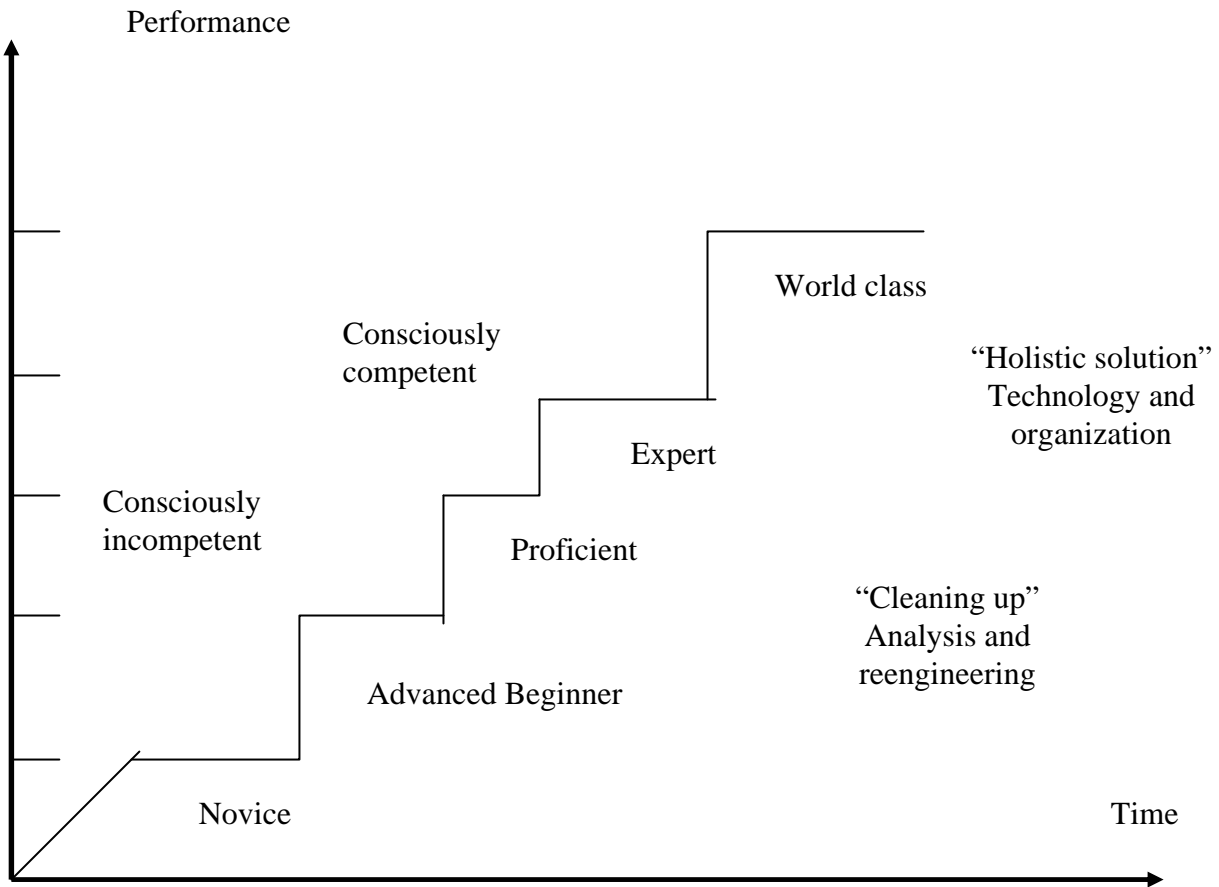 Performance
World class
Consciously
competent
“Holistic solution”
Technology and
organization
Expert
Consciously
incompetent
Proficient
“Cleaning up”
Analysis and
reengineering
Advanced Beginner
Novice
Time